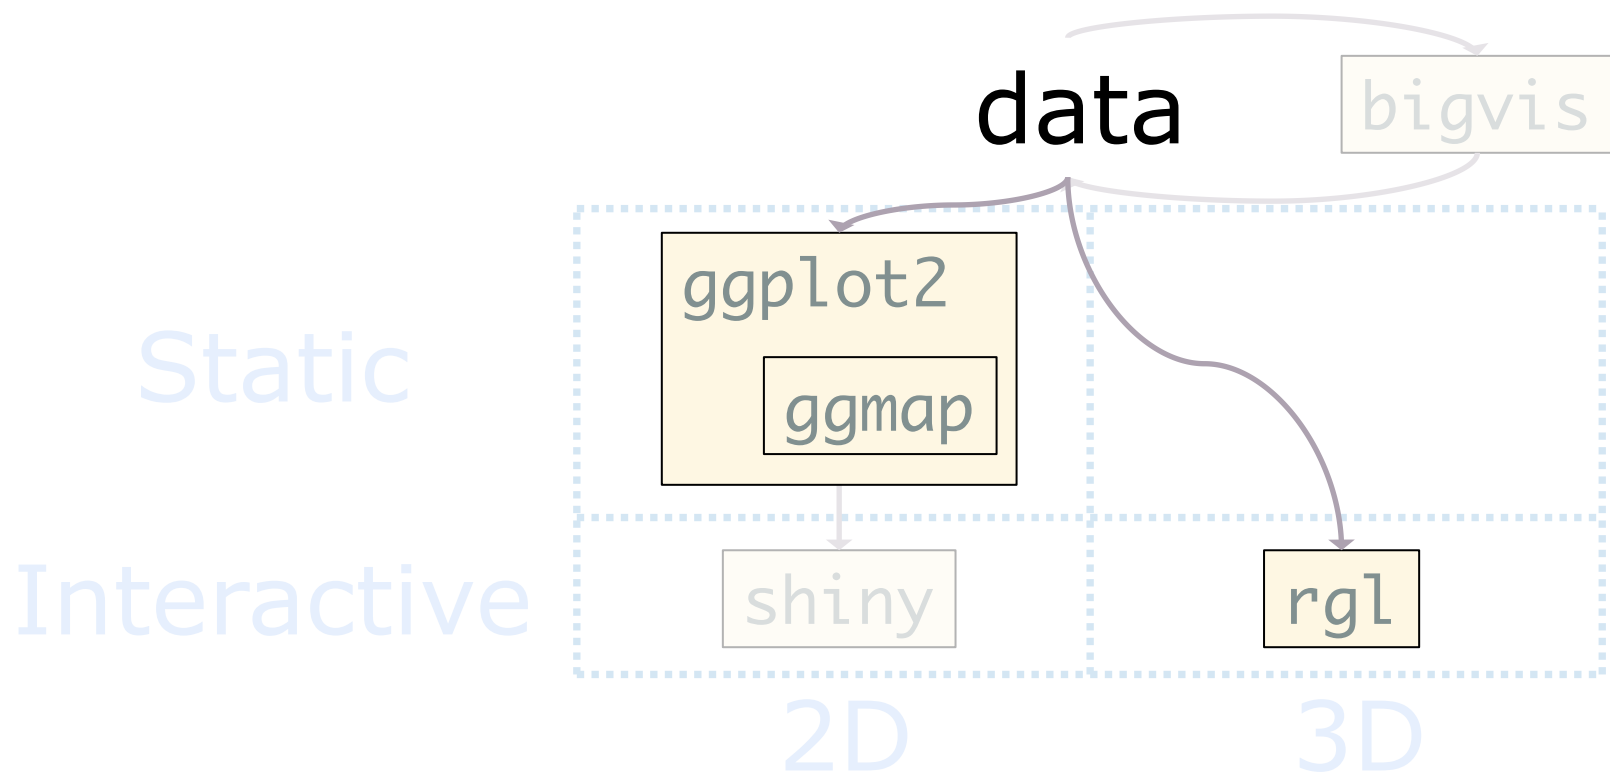 data
bigvis
ggplot2
Static
ggmap
Interactive
shiny
rgl
2D
3D